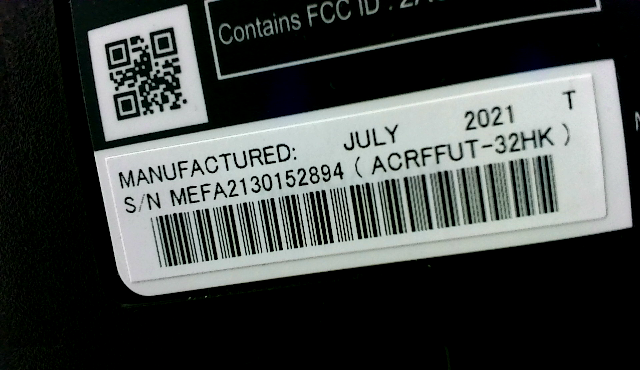 Contains FCC ID :
MANUFACTURED: JULY 2021 T
S/N MEFA2130152894 ( ACRFFUT-32HK )